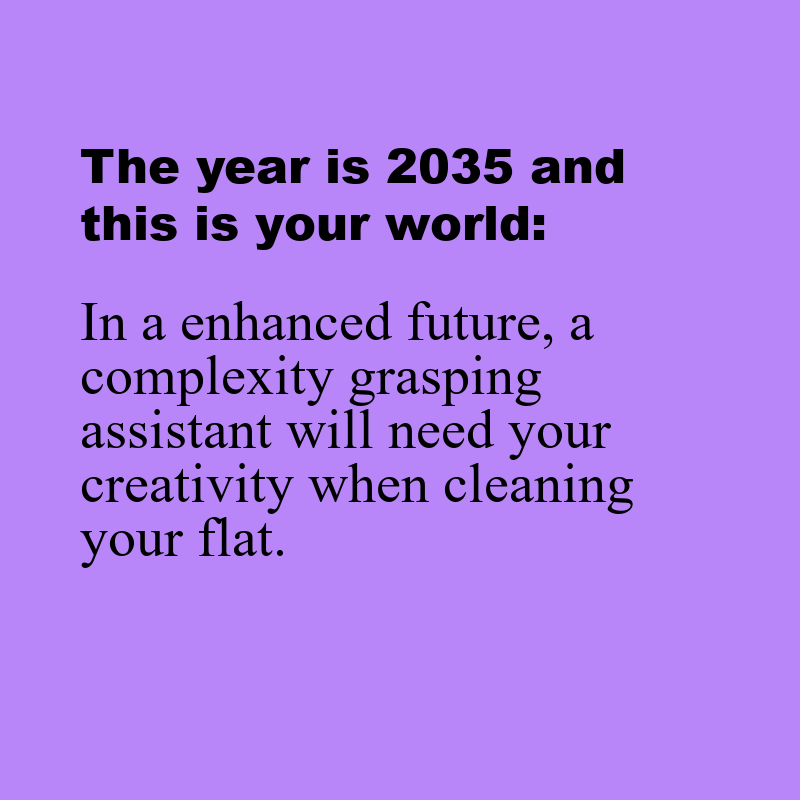 The year is 2035 and
this is your world:
In a enhanced future, a
complexity grasping
assistant will need your
creativity when cleaning
your flat.